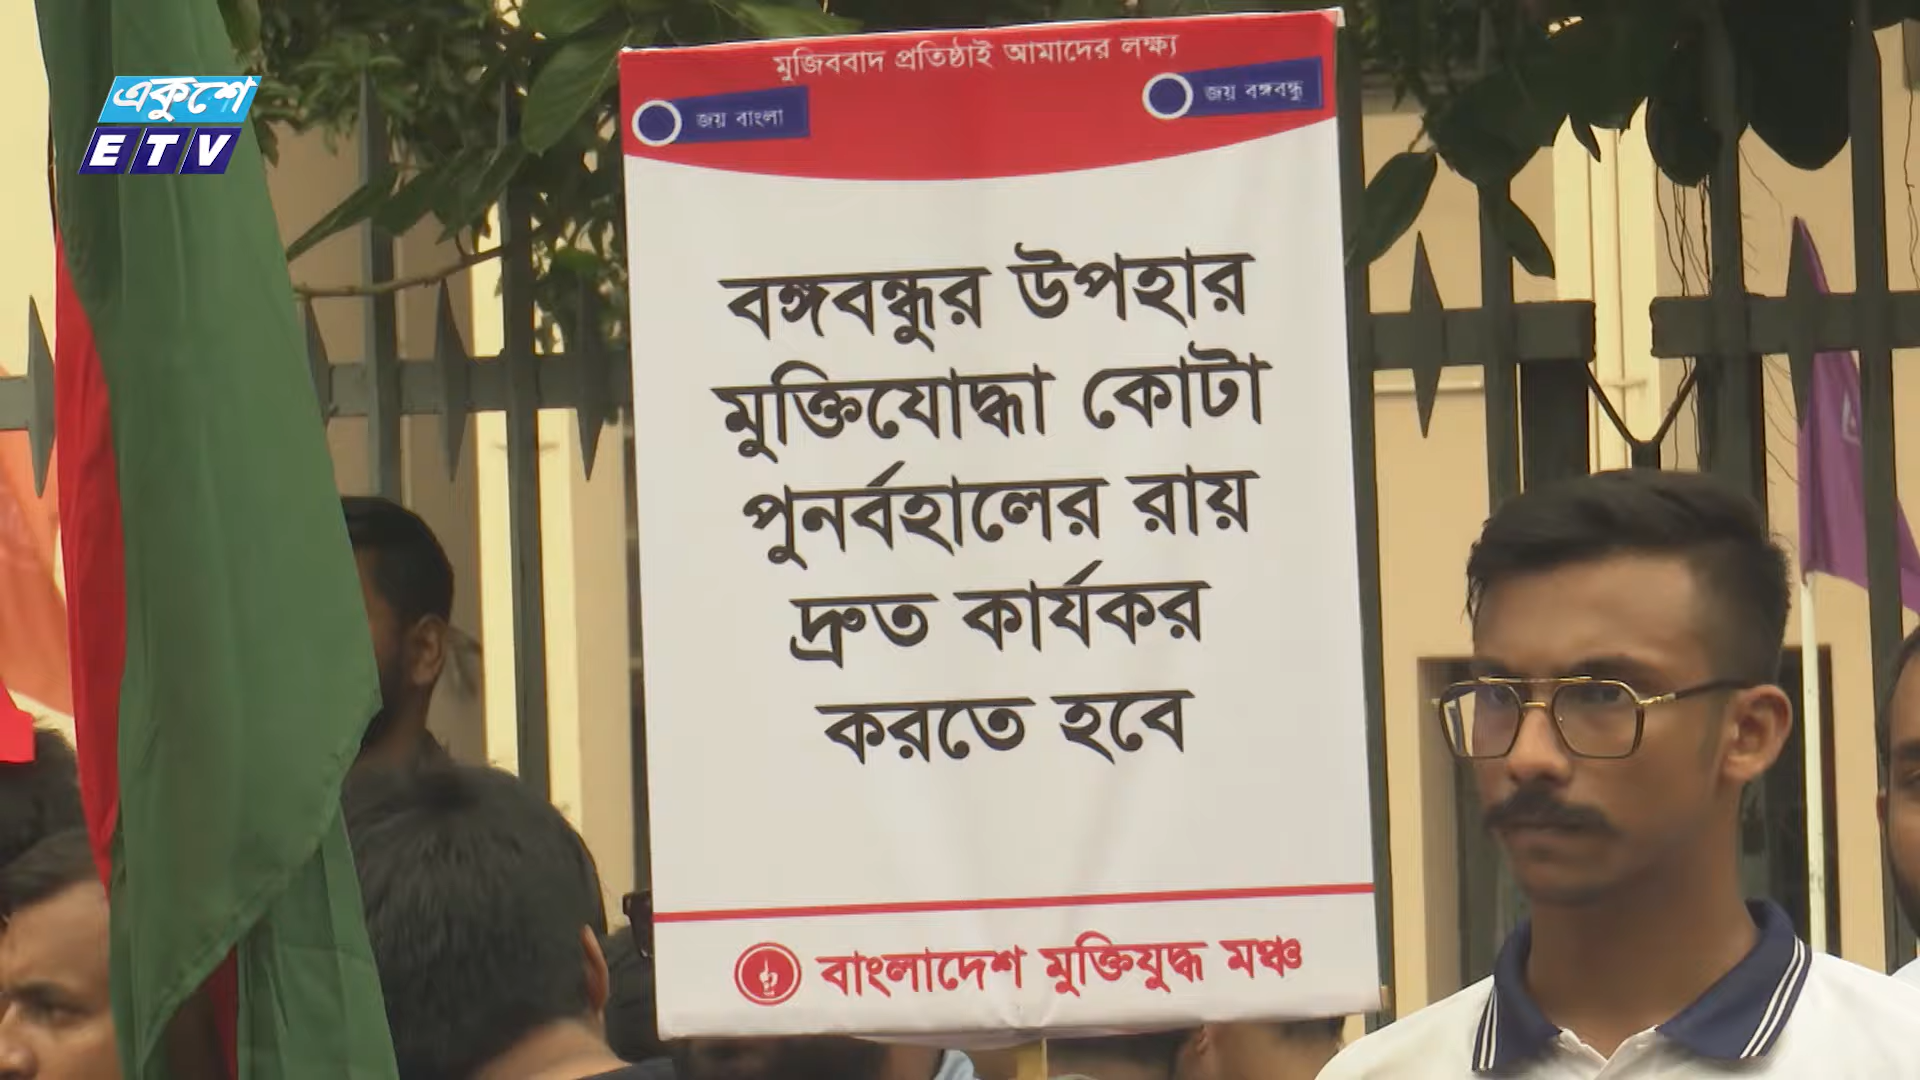 একুশে
ETV
মুজিববাদ প্রতিষ্ঠাই আমাদের লক্ষ্য
জয় বাংলা
জয় বঙ্গবন্ধু
বঙ্গবন্ধুর উপহার
মুক্তিযোদ্ধা কোটা
পুনর্বহালের রায়
দ্রুত কার্যকর
করতে হবে
বাংলাদেশ মুক্তিযুদ্ধ মঞ্চ